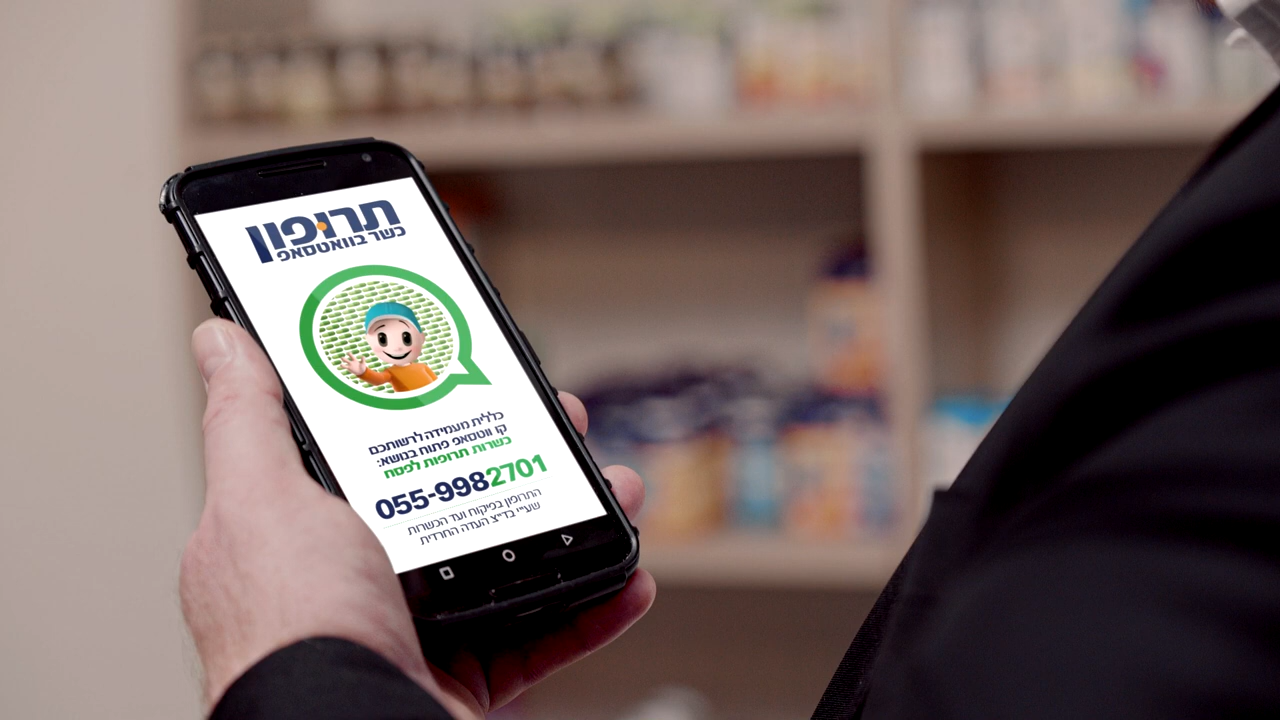 תרופון
כשר בוואטסאפ
כללית מעמידה לרשותכם
קו ווטסאפ פתוח בנושא:
כשרות תרופות לפסח
055-9982701
התרופון בפיקוח ועד הכשרות
שע״י בד״צ העדה החרדית